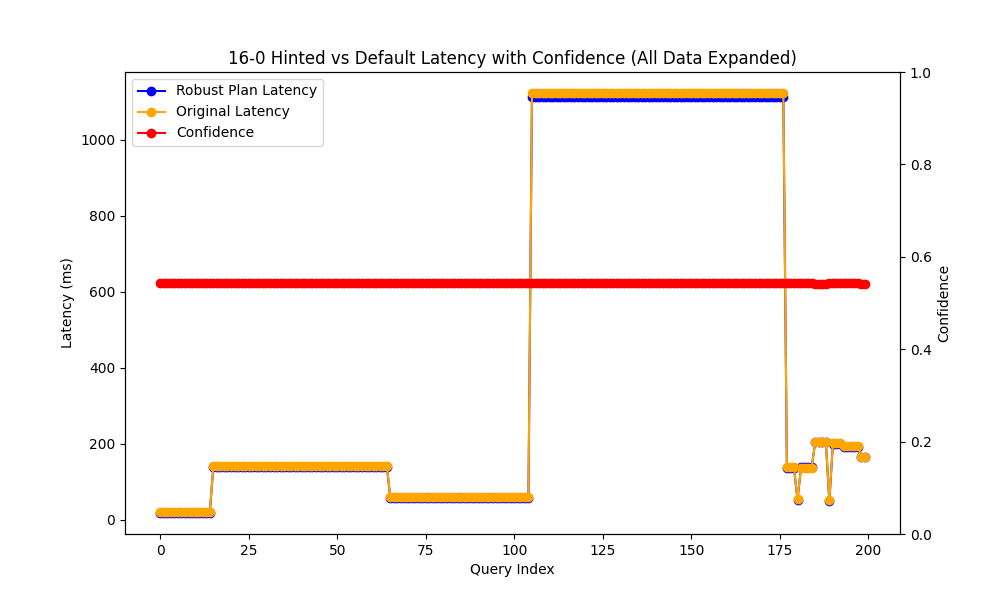 16-0 Hinted vs Default Latency with Confidence (All Data Expanded)
Robust Plan Latency
Original Latency
Confidence
Latency (ms)
1000
800
600
400
200
0
1.0
0.8
0.6
0.4
0.2
0.0
Confidence
0 25 50 75 100 125 150 175 200
Query Index